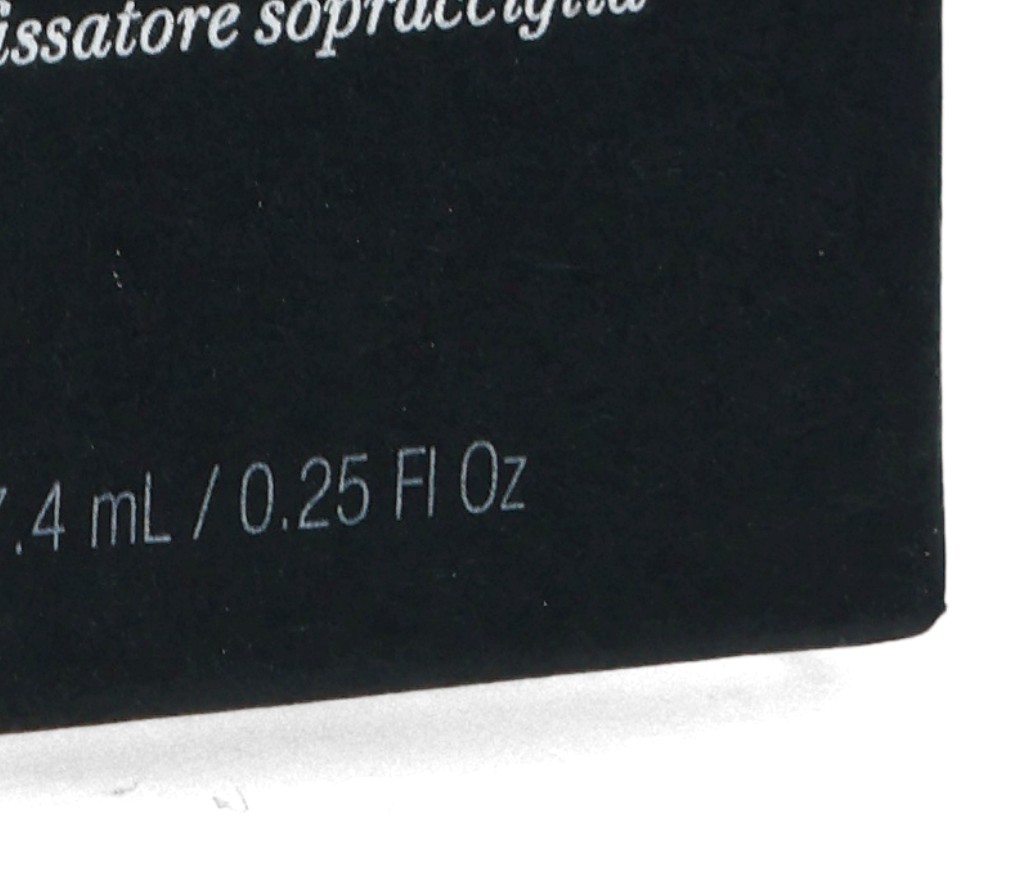 issatore sopracciglia
.4 mL / 0.25 Fl Oz